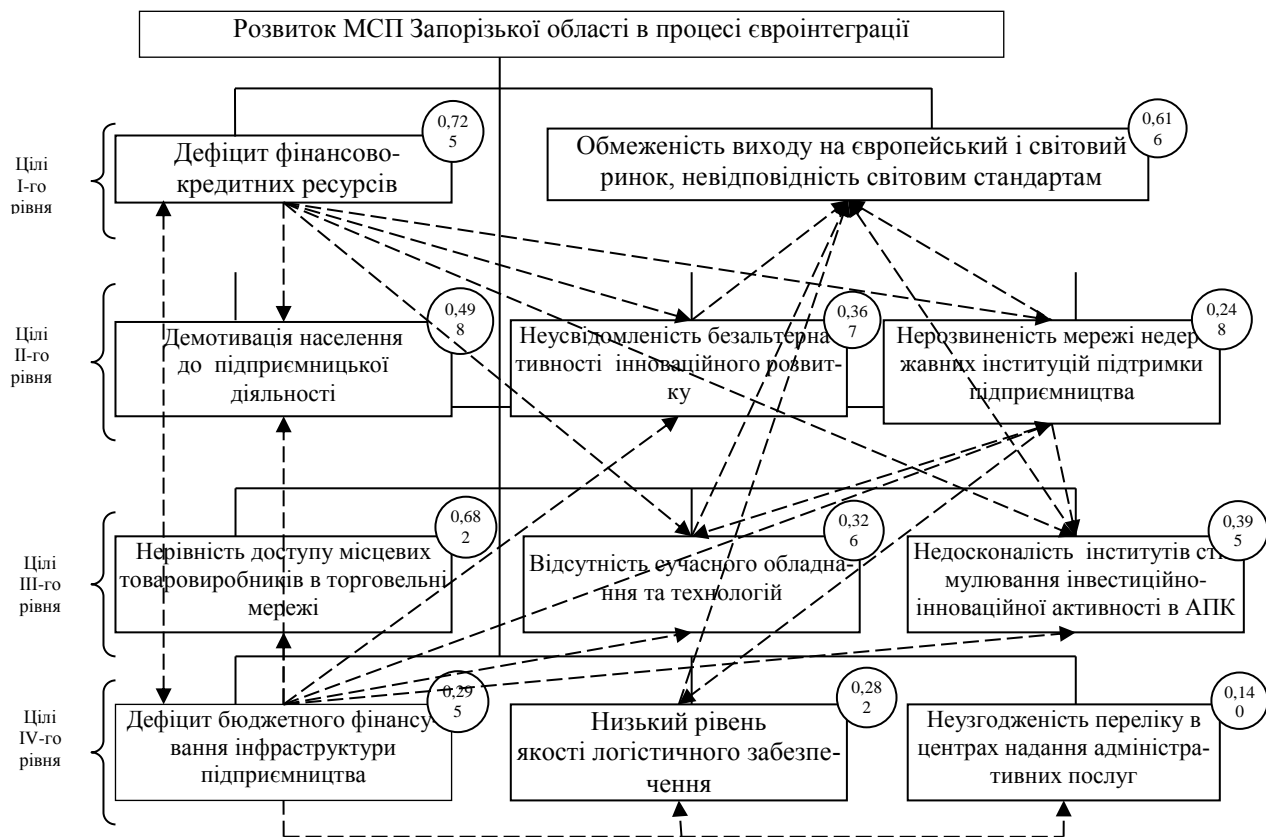 Розвиток МСП Запорізької області в процесі євроінтеграції
Цілі
І-го
рівня
0,72
5
Дефіцит фінансово-
кредитних ресурсів
0,61
6
Обмеженість виходу на європейський і світовий
ринок, невідповідність світовим стандартам
Цілі
ІІ-го
рівня
0,49
8
Демотивація населення
до підприємницької
діяльності
0,36
7
Неусвідомленість безальтерна
тивності інноваційного розвит-
ку
0,24
8
Нерозвиненість мережі недер
жавних інституцій підтримки
підприємництва
Цілі
ІІІ-го
рівня
0,68
2
Нерівність доступу місцевих
товаровиробників в торговельні
мережі
0,32
6
Відсутність сучасного обладна-
ння та технологій
0,39
5
Недосконалість інститутів сти
мулювання інвестиційно-
інноваційної активності в АПК
Цілі
IV-го
рівня
0,29
5
Дефіцит бюджетного фінансу-
вання інфраструктури
підприємництва
0,28
2
Низький рівень
якості логістичного забезпе-
чення
0,14
0
Неузгодженість переліку в
центрах надання адміністра-
тивних послуг